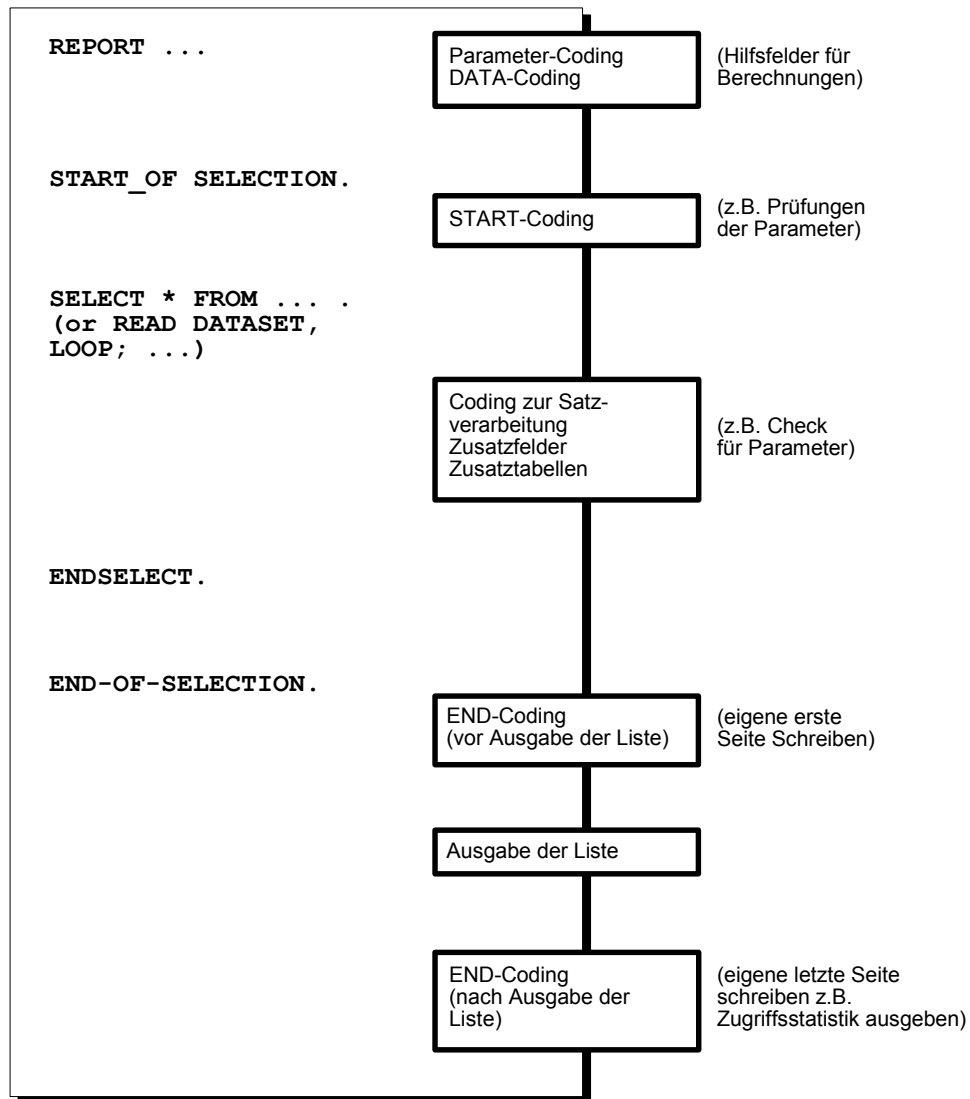 REPORT ...
Parameter-Coding
DATA-Coding
(Hilfsfelder für
Berechnungen)
START_OF SELECTION.
START-Coding
(z.B. Prüfungen
der Parameter)
SELECT * FROM ... .
(or READ DATASET,
LOOP; ...)
Coding zur Satz-
verarbeitung
Zusatzfelder
Zusatztabellen
(z.B. Check
für Parameter)
ENDSELECT.
END-OF-SELECTION.
END-Coding
(vor Ausgabe der Liste)
(eigene erste
Seite Schreiben)
Ausgabe der Liste
END-Coding
(nach Ausgabe der
Liste)
(eigene letzte Seite
schreiben z.B.
Zugriffsstatistik ausgeben)